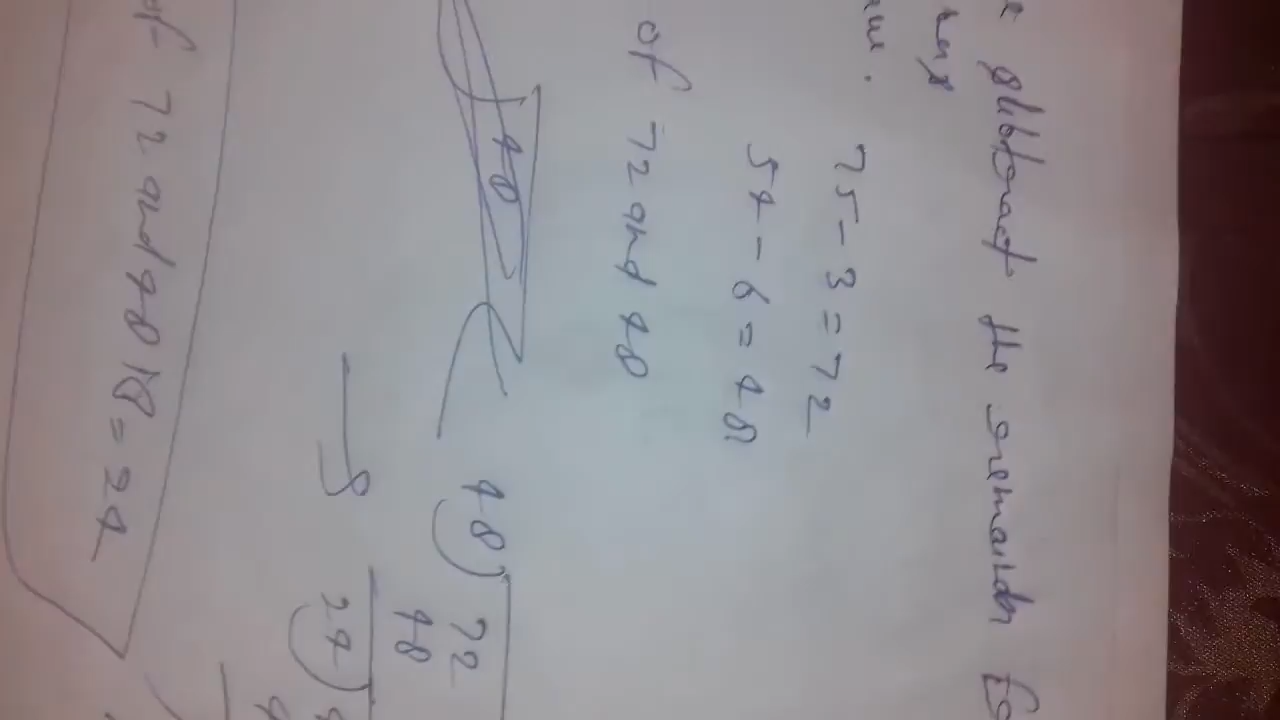 subtract the remainder
75-3=72
54-6=48
of 72 and 48
48
48) 72
48
24)
of 72 and 48 is = 24